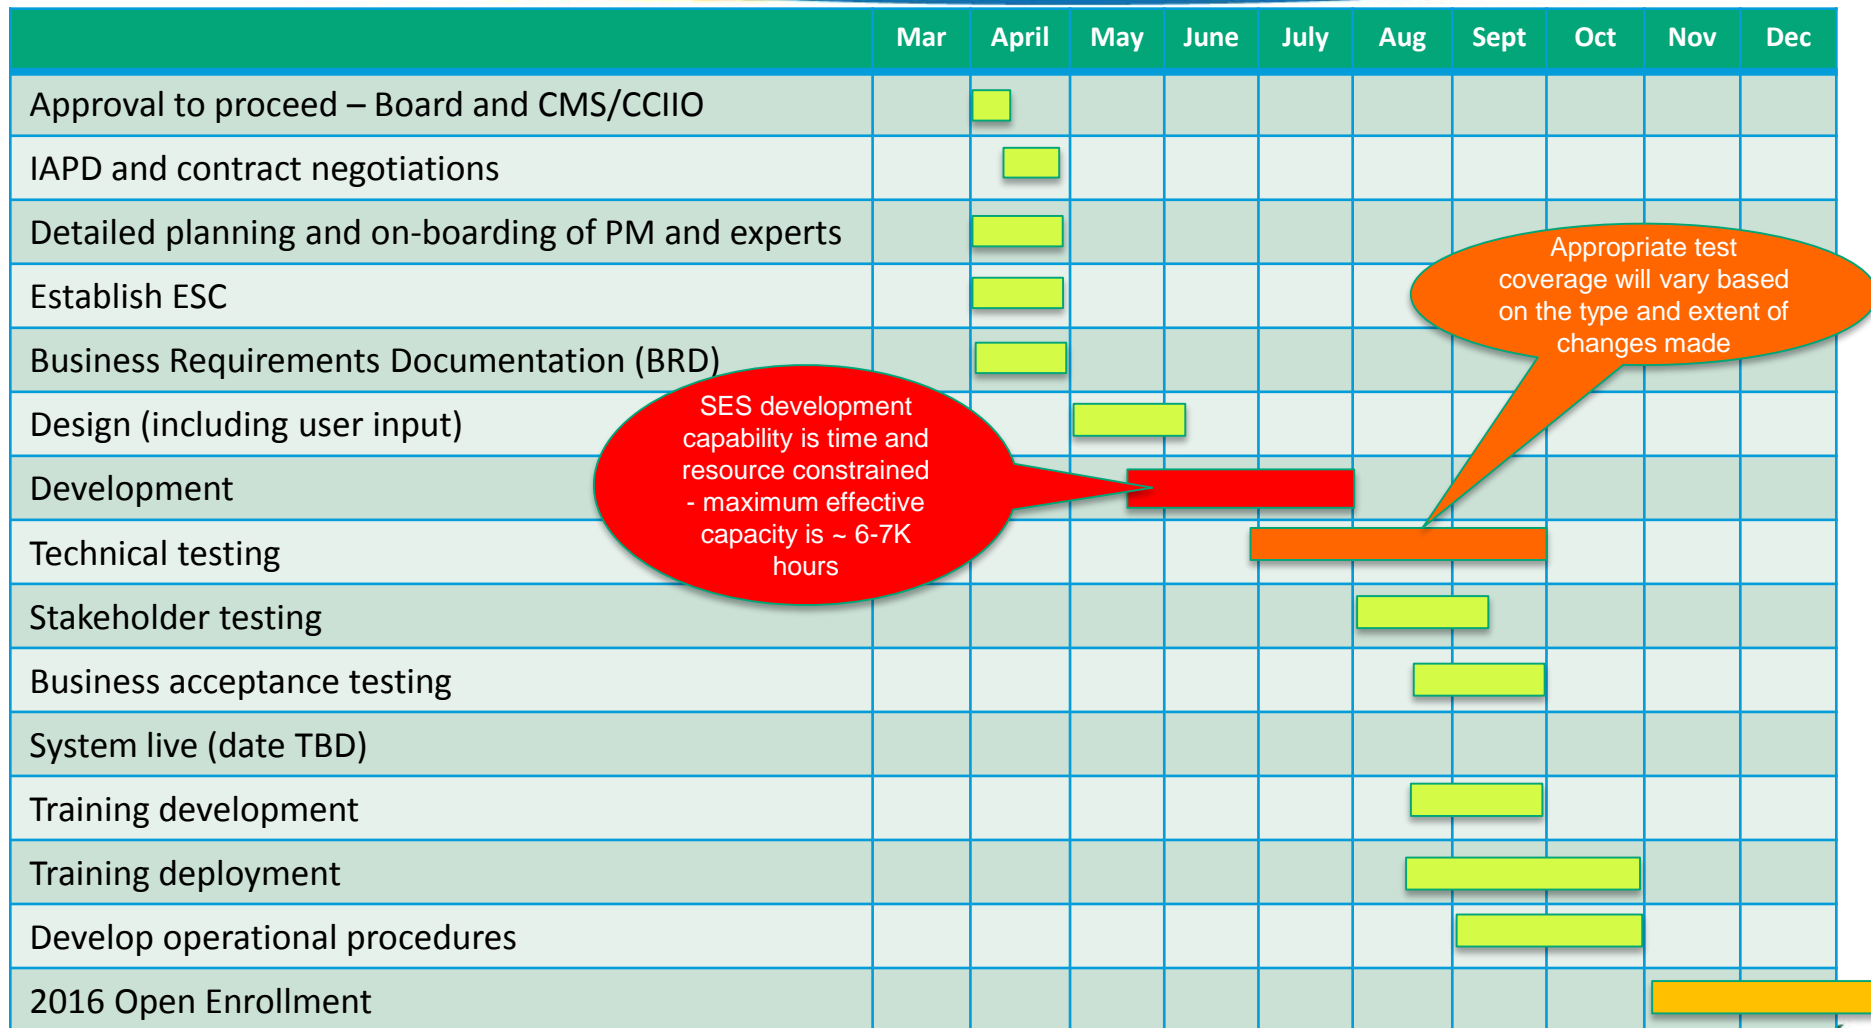 Mar April May June July Aug Sept Oct Nov Dec
Approval to proceed – Board and CMS/CCIIO
IAPD and contract negotiations
Detailed planning and on-boarding of PM and experts
Establish ESC
Business Requirements Documentation (BRD)
Design (including user input)
Development
Technical testing
Stakeholder testing
Business acceptance testing
System live (date TBD)
Training development
Training deployment
Develop operational procedures
2016 Open Enrollment
Appropriate test
coverage will vary based
on the type and extent of
changes made
SES development
capability is time and
resource constrained
- maximum effective
capacity is ~ 6-7K
hours